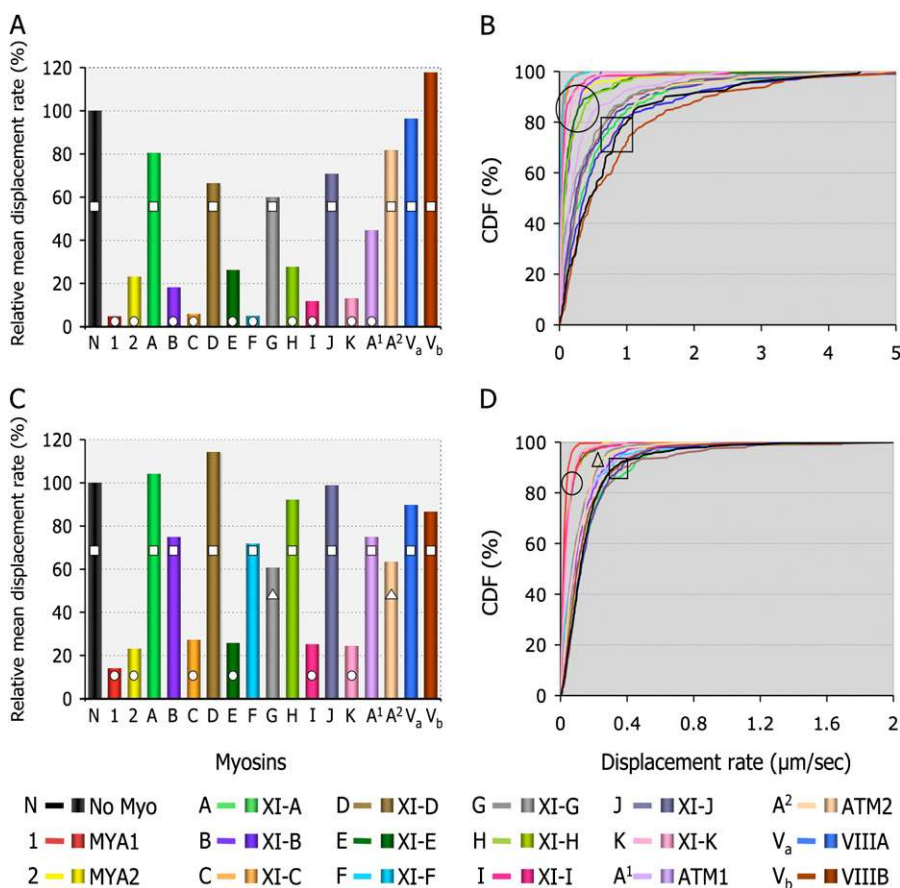 A
Relative mean displacement rate (%)
120
100
80
60
40
20
0
N 1 2 A B C D E F G H I J K A¹ A² Va Vb
B
CDF (%)
100
80
60
40
20
0
0 1 2 3 4 5
C
Relative mean displacement rate (%)
120
100
80
60
40
20
0
N 1 2 A B C D E F G H I J K A¹ A² Va Vb
Myosins
D
CDF (%)
100
80
60
40
20
0
0 0.4 0.8 1.2 1.6 2
Displacement rate (µm/sec)
N No Myo A XI-A D XI-D G XI-G J XI-J A² ATM2
1 MYA1 B XI-B E XI-E H XI-H K XI-K Va VIIIA
2 MYA2 C XI-C F XI-F I XI-I A¹ ATM1 Vb VIIIB